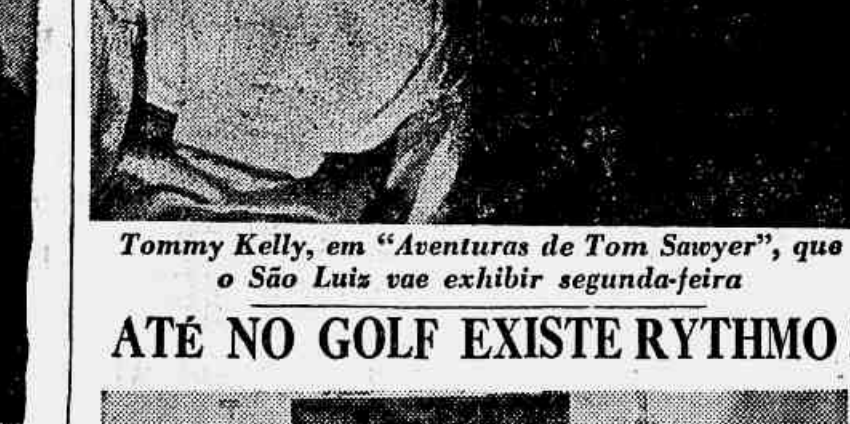 Tommy Kelly, em “Aventuras de Tom Sawyer”, que
o São Luiz vae exhibir segunda-feira
ATÉ NO GOLF EXISTE RYTHMO